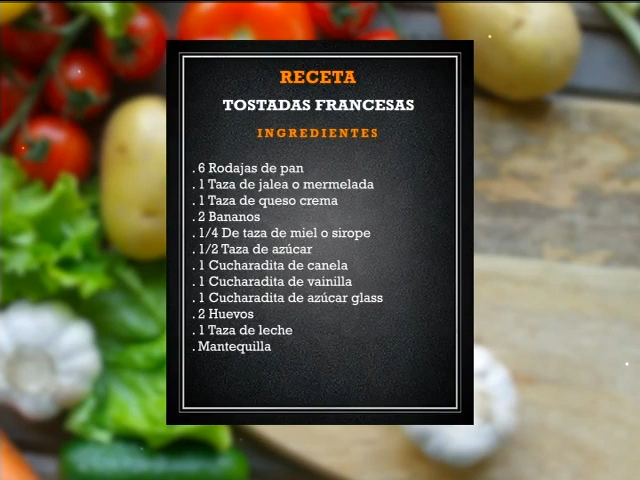 RECETA
TOSTADAS FRANCESAS
INGREDIENTES
. 6 Rodajas de pan
. 1 Taza de jalea o mermelada
. 1 Taza de queso crema
. 2 Bananos
. 1/4 De taza de miel o sirope
. 1/2 Taza de azúcar
. 1 Cucharadita de canela
. 1 Cucharadita de vainilla
. 1 Cucharadita de azúcar glass
. 2 Huevos
. 1 Taza de leche
. Mantequilla